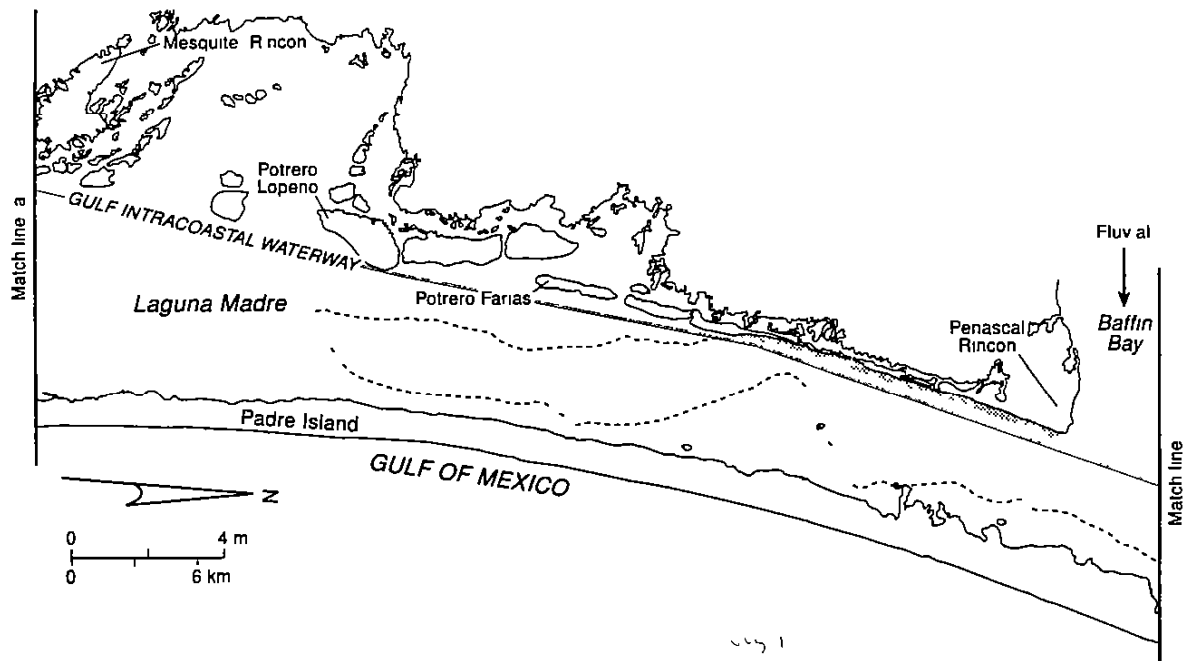 Mesquite R ncon
Potrero
Lopeno
Match line a
GULF INTRACOASTAL WATERWAY
Fluv al
Baffin
Bay
Laguna Madre
Potrero Farias
Penascal
Rincon
Padre Island
GULF OF MEXICO
Match line
N
0 4 m
0 6 km